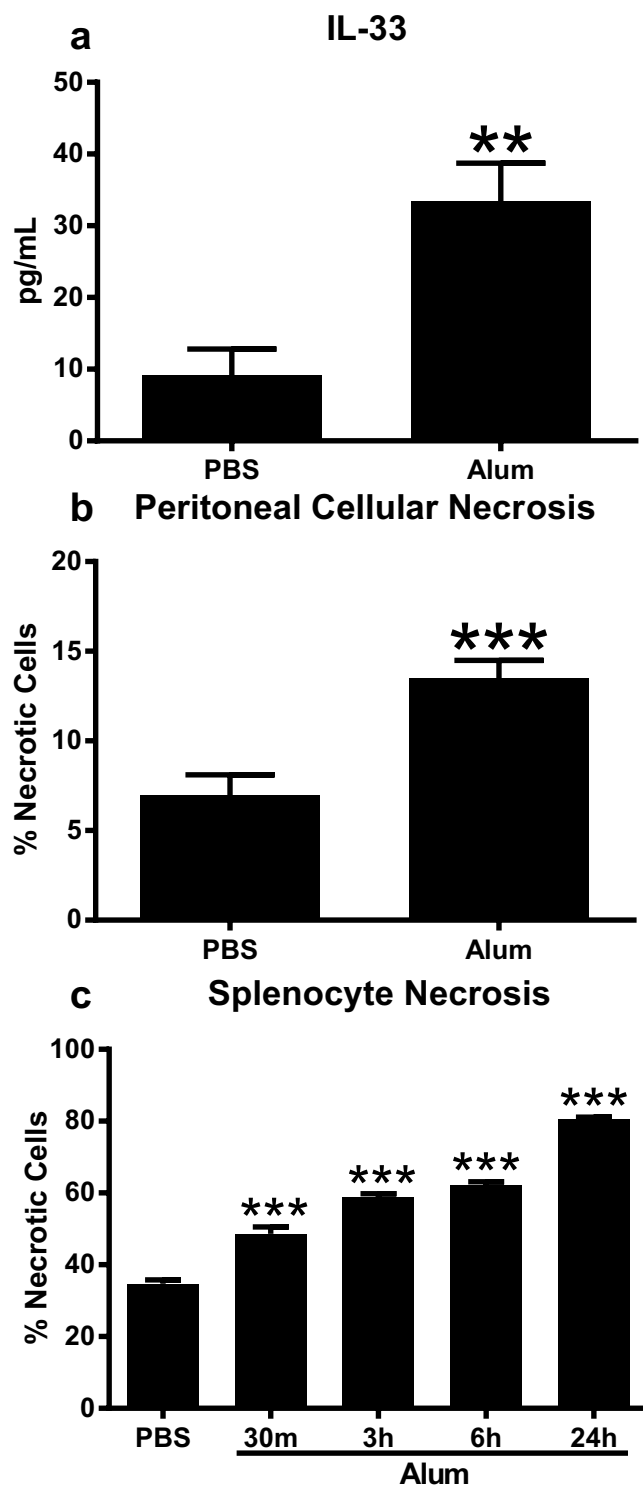 a IL-33
50
40
30
20
10
0
pg/mL
**
PBS Alum
b Peritoneal Cellular Necrosis
20
15
10
5
0
% Necrotic Cells
***
PBS Alum
c Splenocyte Necrosis
100
80
60
40
20
0
% Necrotic Cells
*** *** *** ***
PBS 30m 3h 6h 24h
Alum